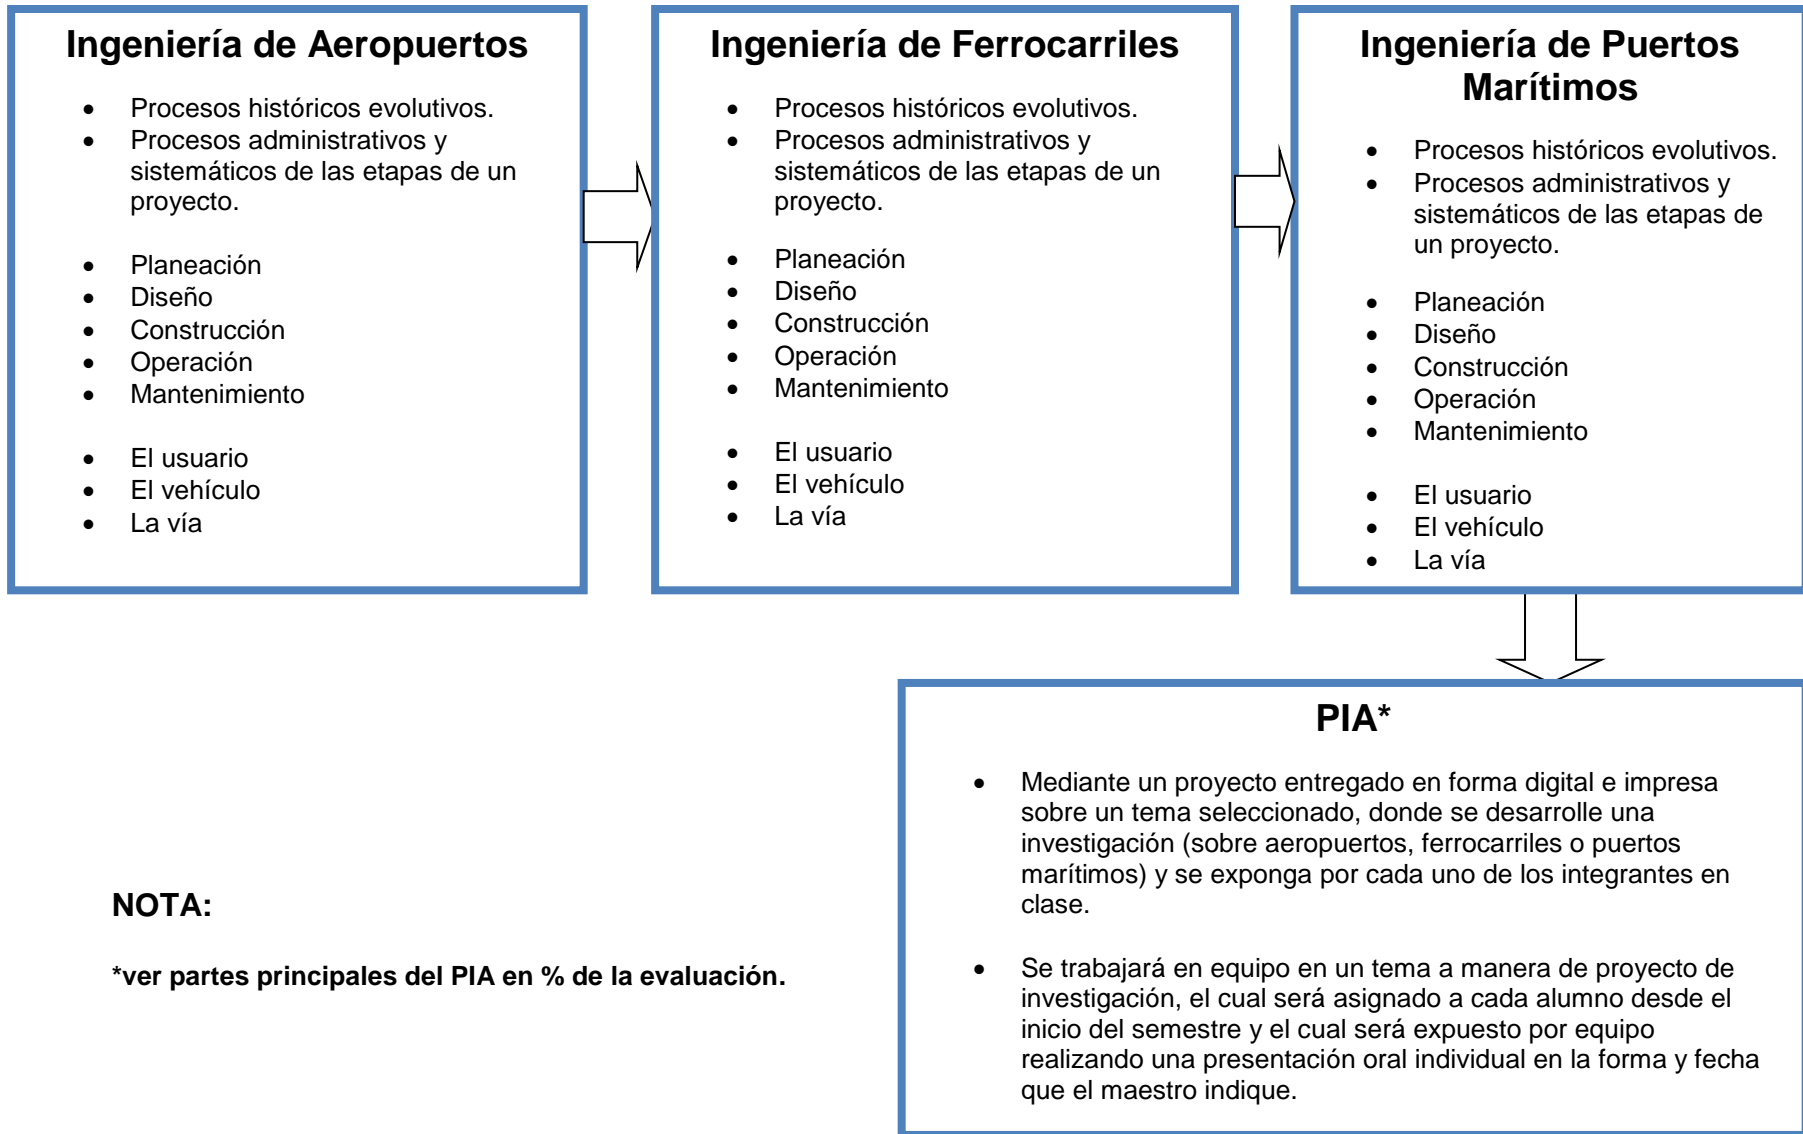 Ingeniería de Aeropuertos
• Procesos históricos evolutivos.
• Procesos administrativos y
sistemáticos de las etapas de un
proyecto.
• Planeación
• Diseño
• Construcción
• Operación
• Mantenimiento
• El usuario
• El vehículo
• La vía
Ingeniería de Ferrocarriles
• Procesos históricos evolutivos.
• Procesos administrativos y
sistemáticos de las etapas de un
proyecto.
• Planeación
• Diseño
• Construcción
• Operación
• Mantenimiento
• El usuario
• El vehículo
• La vía
Ingeniería de Puertos
Marítimos
• Procesos históricos evolutivos.
• Procesos administrativos y
sistemáticos de las etapas de
un proyecto.
• Planeación
• Diseño
• Construcción
• Operación
• Mantenimiento
• El usuario
• El vehículo
• La vía
PIA*
• Mediante un proyecto entregado en forma digital e impresa
sobre un tema seleccionado, donde se desarrolle una
investigación (sobre aeropuertos, ferrocarriles o puertos
marítimos) y se exponga por cada uno de los integrantes en
clase.
• Se trabajará en equipo en un tema a manera de proyecto de
investigación, el cual será asignado a cada alumno desde el
inicio del semestre y el cual será expuesto por equipo
realizando una presentación oral individual en la forma y fecha
que el maestro indique.
NOTA:
*ver partes principales del PIA en % de la evaluación.